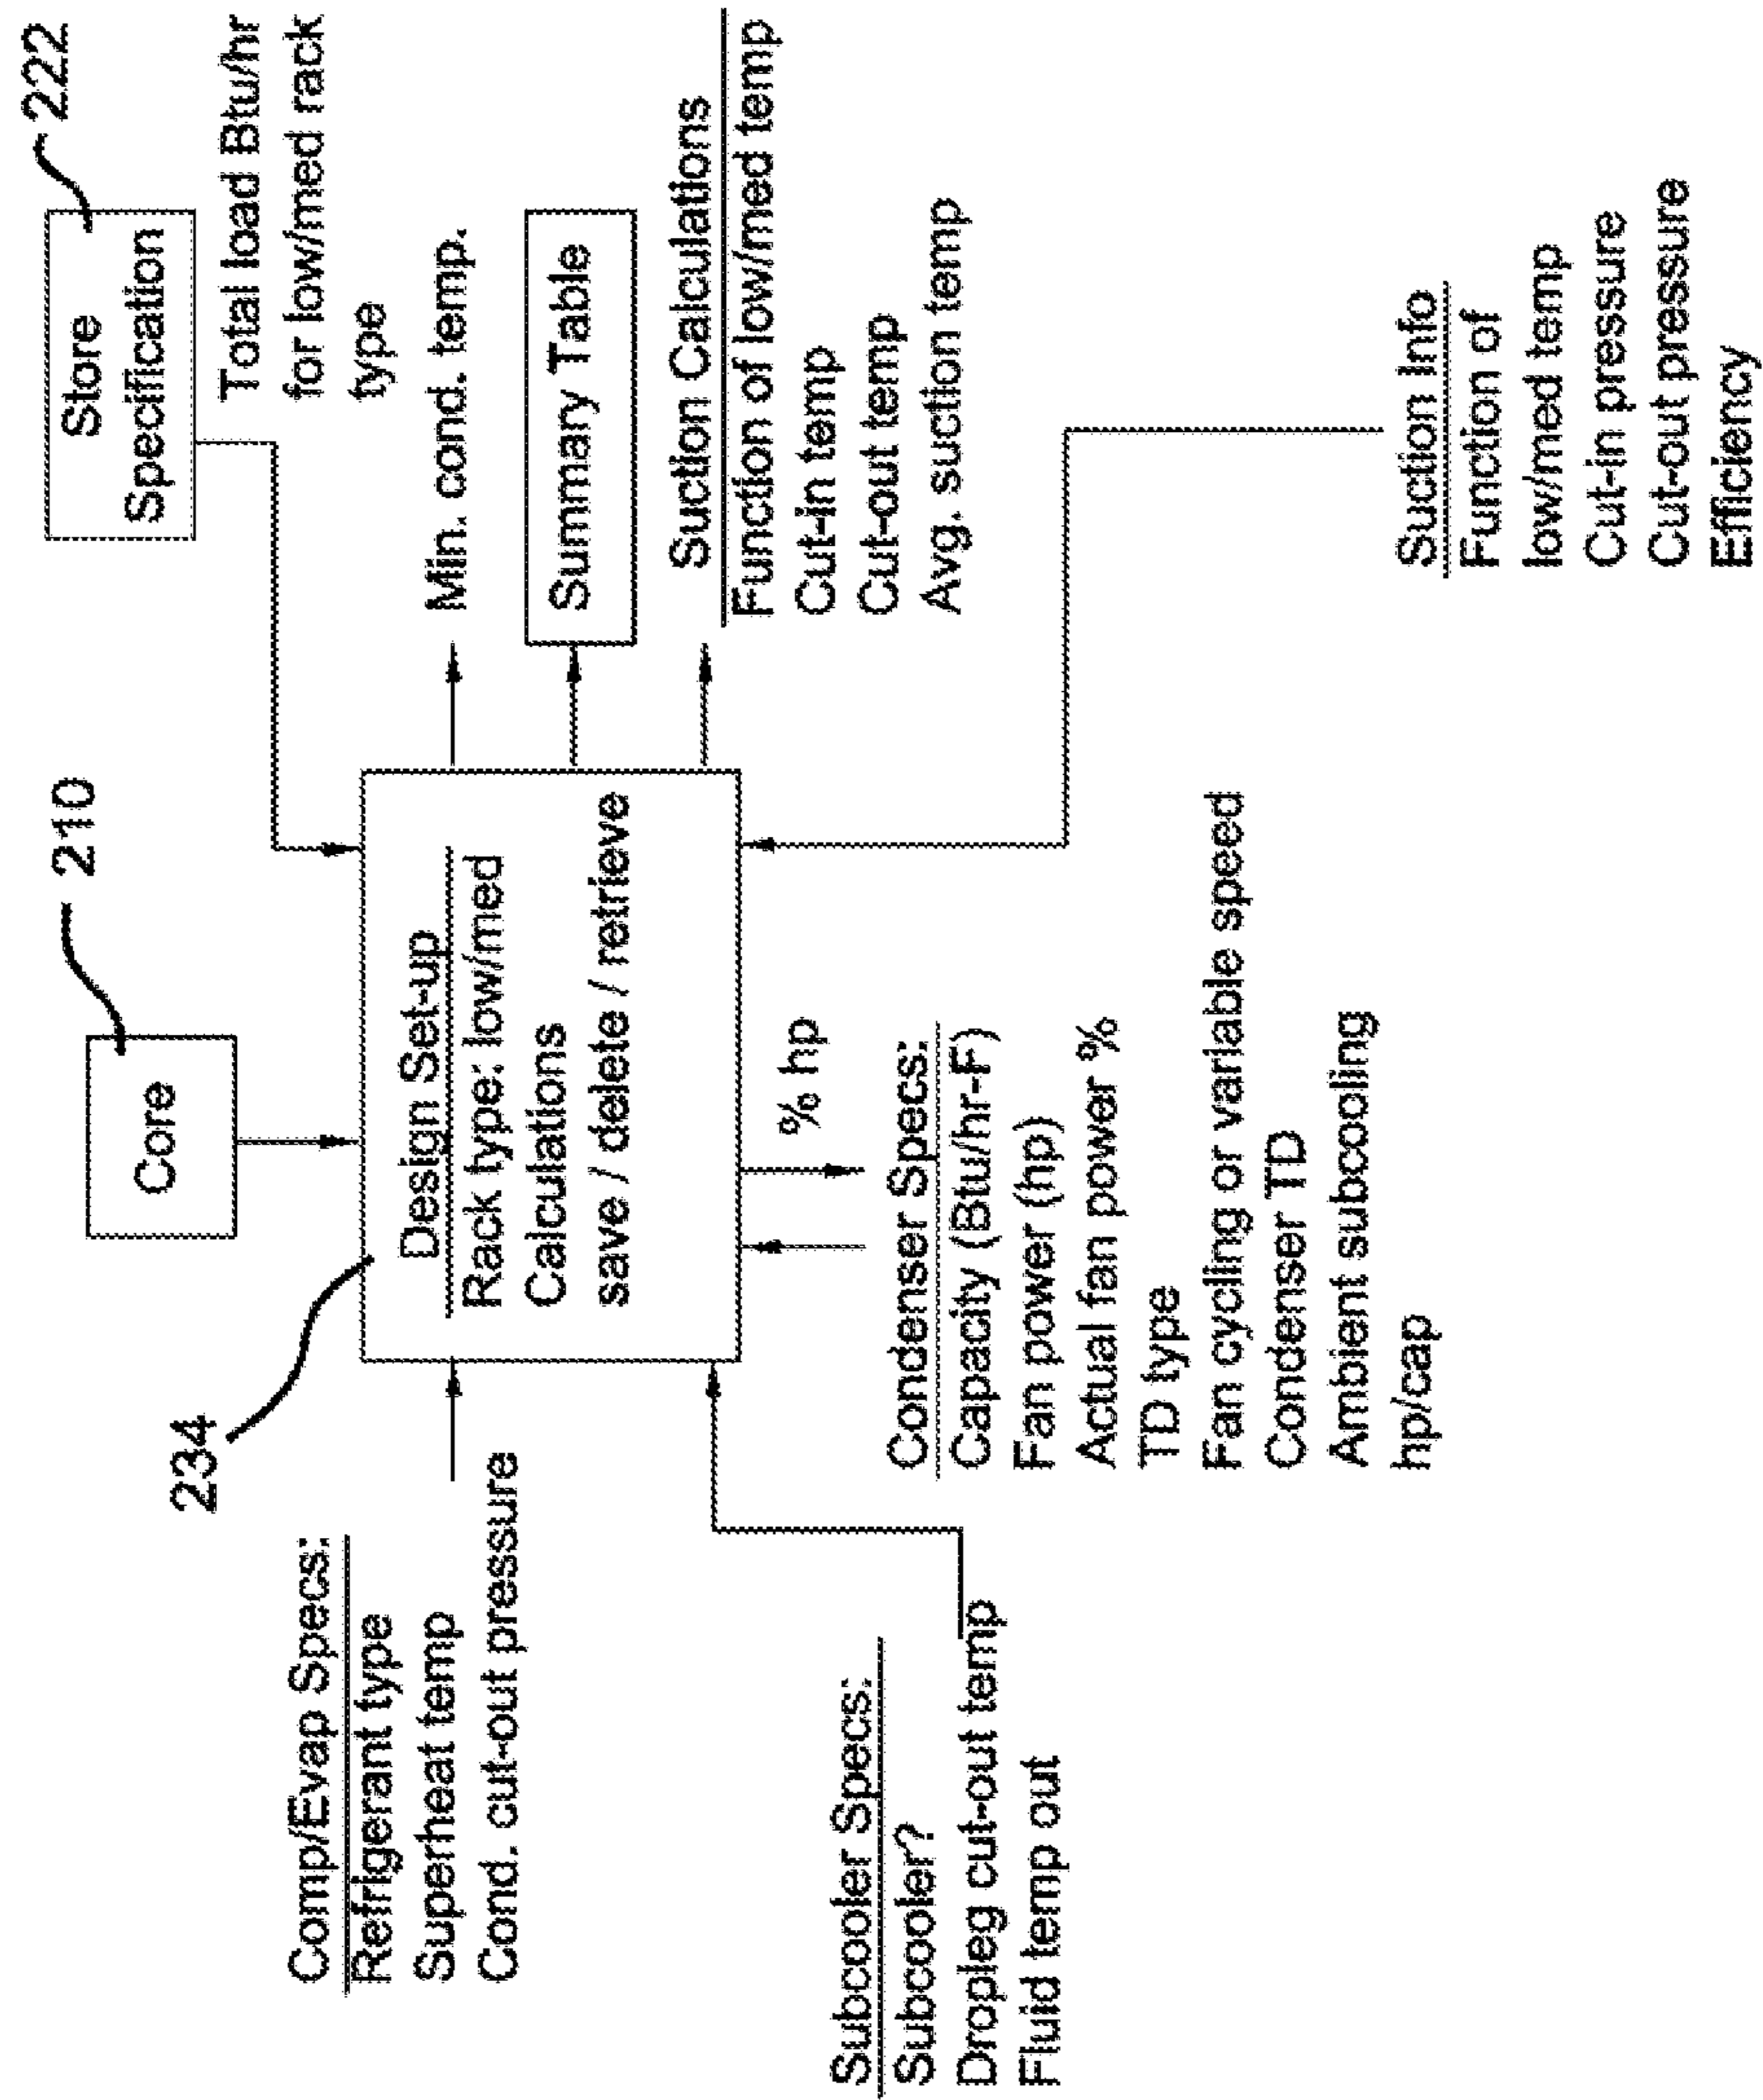 222
Store
Specification
Total load Btu/hr
for low/med rack
type
210
Core
234
Design Set-up
Rack type: low/med
Calculations
save / delete / retrieve
Min. cond. temp.
Summary Table
Suction Calculations
Function of low/med temp
Cut-in temp
Cut-out temp
Avg. suction temp
Comp/Evap Specs:
Refrigerant type
Superheat temp
Cond. cut-out pressure
% hp
Subcooler Specs:
Subcooler?
Dropleg cut-out temp
Fluid temp out
Condenser Specs:
Capacity (Btu/hr-F)
Fan power (hp)
Actual fan power %
TD type
Fan cycling or variable speed
Condenser TD
Ambient subcooling
hp/cap
Suction Info
Function of
low/med temp
Cut-in pressure
Cut-out pressure
Efficiency